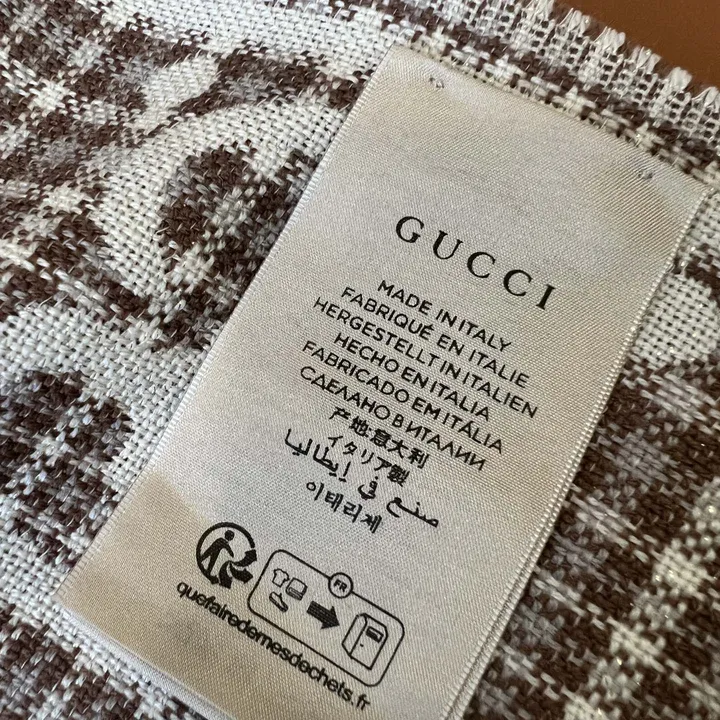 GUCCI
MADE IN ITALY
FABRIQUÉ EN ITALIE
HERGESTELLT IN ITALIEN
HECHO EN ITALIA
FABRICADO EM ITÁLIA
СДЕЛАНО В ИТАЛИИ
产地:意大利
イタリア製
صنع في إيطاليا
이태리제
FR
quefairedemesdechets.fr